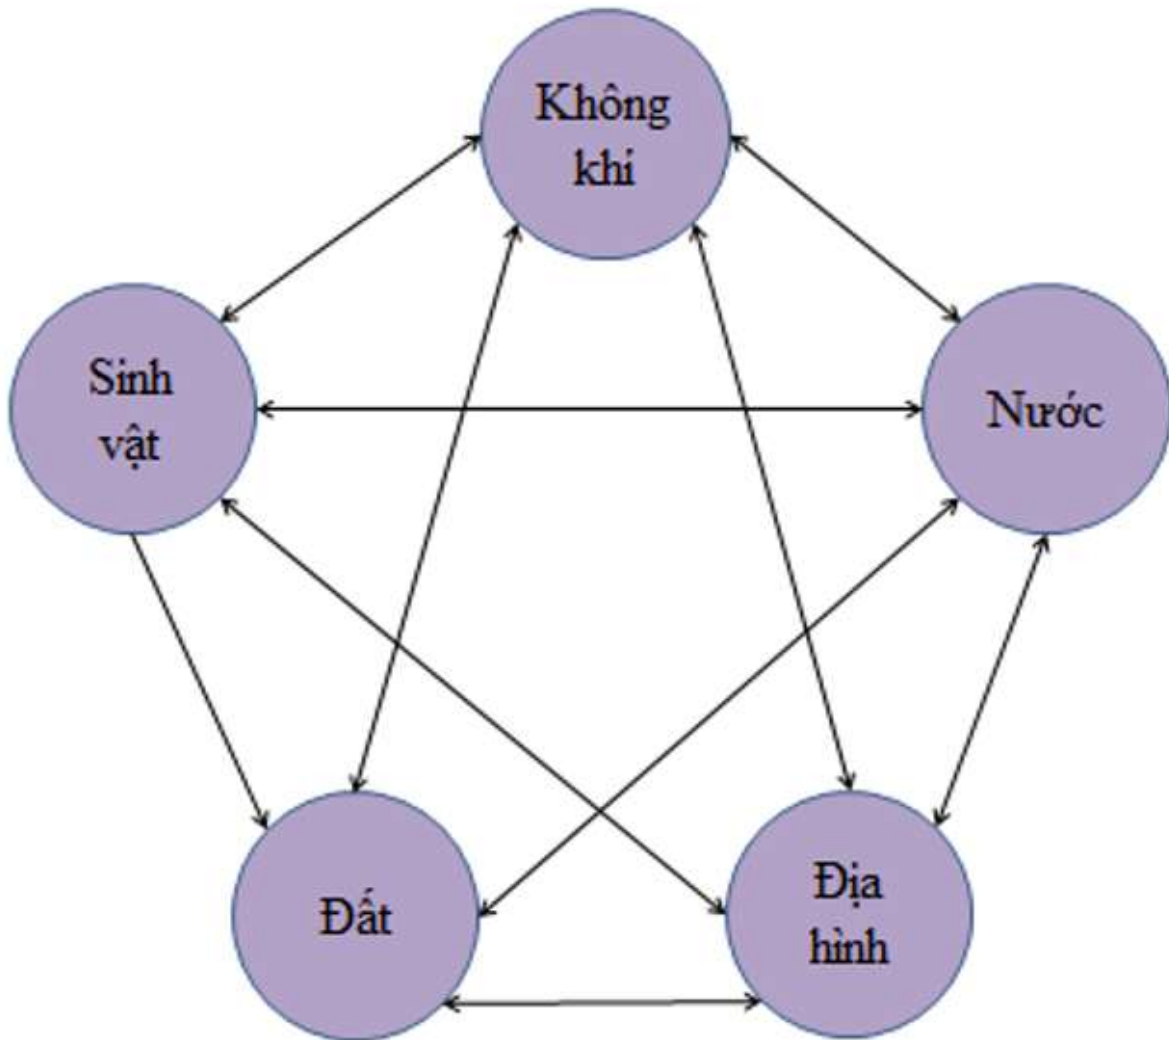 Không
khí
Sinh
vật
Nước
Đất
Địa
hình